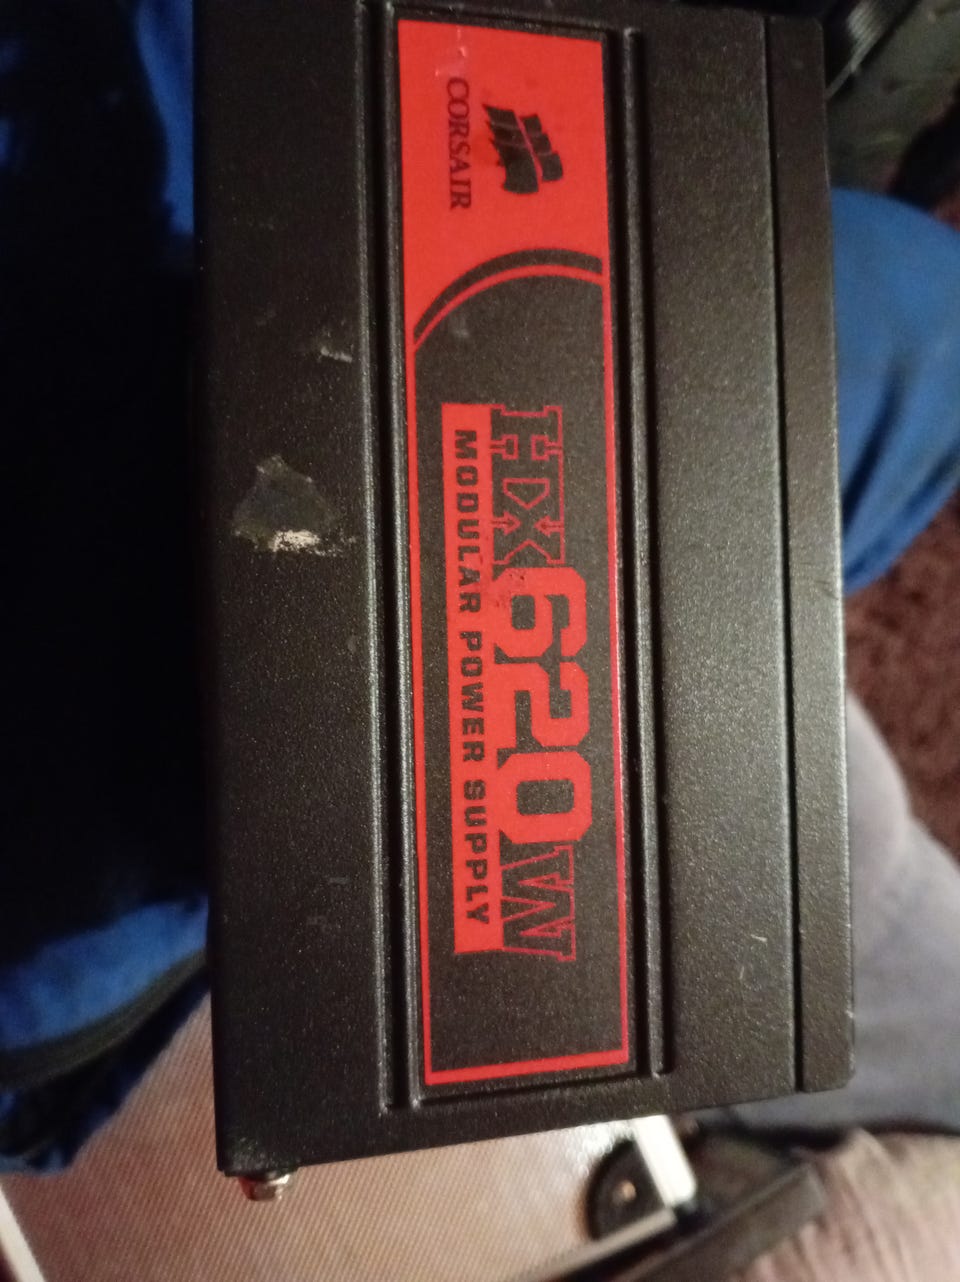 CORSAIR
HX620W
MODULAR POWER SUPPLY